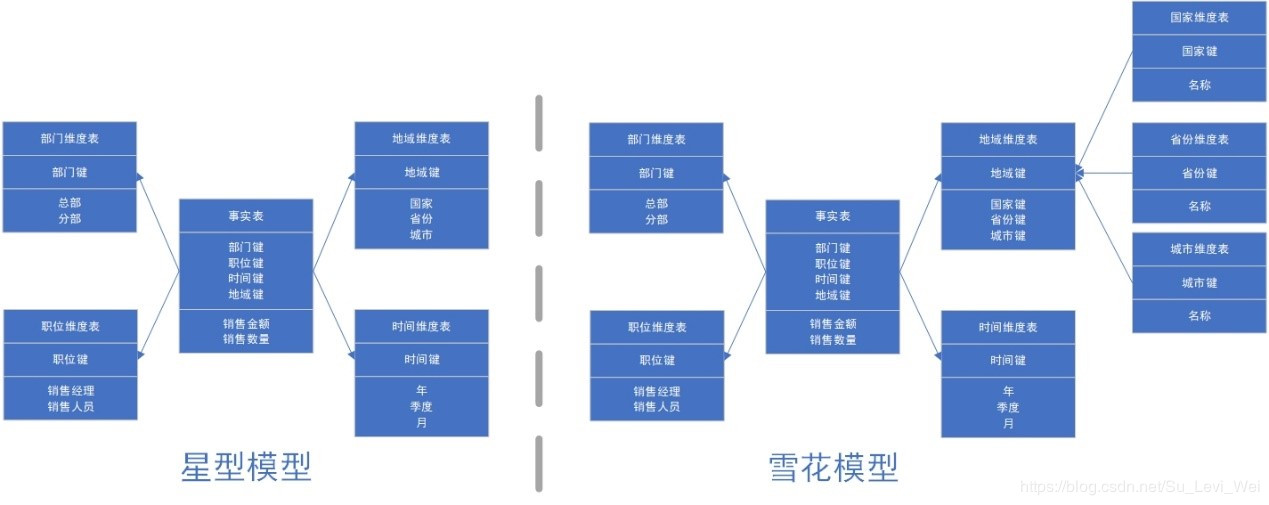 部门维度表
部门键
总部
分部
职位维度表
职位键
销售经理
销售人员
事实表
部门键
职位键
时间键
地域键
销售金额
销售数量
地域维度表
地域键
国家
省份
城市
时间维度表
时间键
年
季度
月
星型模型
部门维度表
部门键
总部
分部
职位维度表
职位键
销售经理
销售人员
事实表
部门键
职位键
时间键
地域键
销售金额
销售数量
地域维度表
地域键
国家键
省份键
城市键
时间维度表
时间键
年
季度
月
国家维度表
国家键
名称
省份维度表
省份键
名称
城市维度表
城市键
名称
雪花模型
https://blog.csdn.net/Su_Levi_Wei